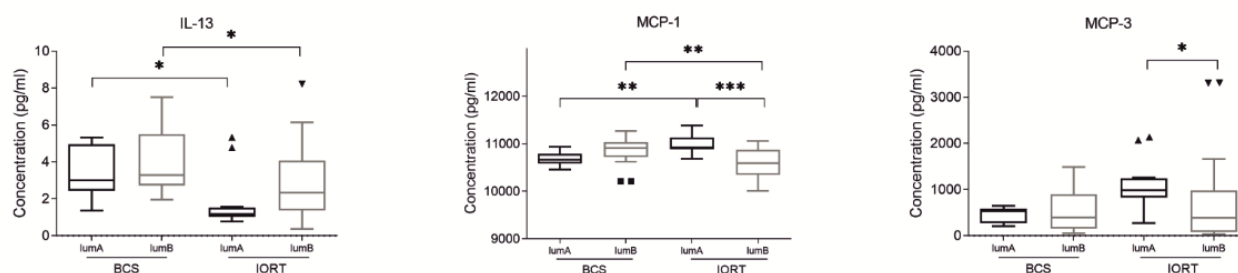 IL-13
*
*
Concentration (pg/ml)
10
8
6
4
2
0
lumA
lumB
lumA
lumB
BCS
IORT
MCP-1
**
**
***
Concentration (pg/ml)
12000
11000
10000
9000
lumA
lumB
lumA
lumB
BCS
IORT
MCP-3
*
Concentration (pg/ml)
4000
3000
2000
1000
0
lumA
lumB
lumA
lumB
BCS
IORT